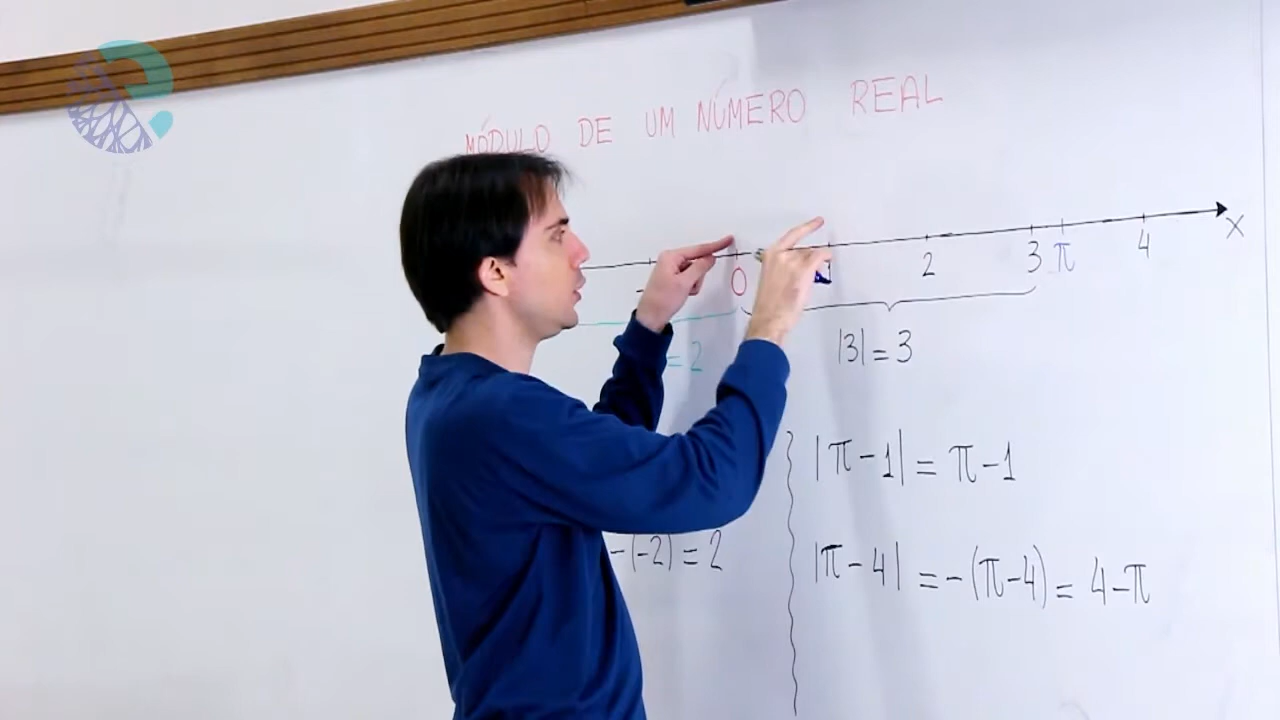 MÓDULO DE UM NÚMERO REAL
0 1 2 3 π 4 X
= 2 |3| = 3
|π-1| = π-1
-(-2) = 2
|π-4| = -(π-4) = 4-π